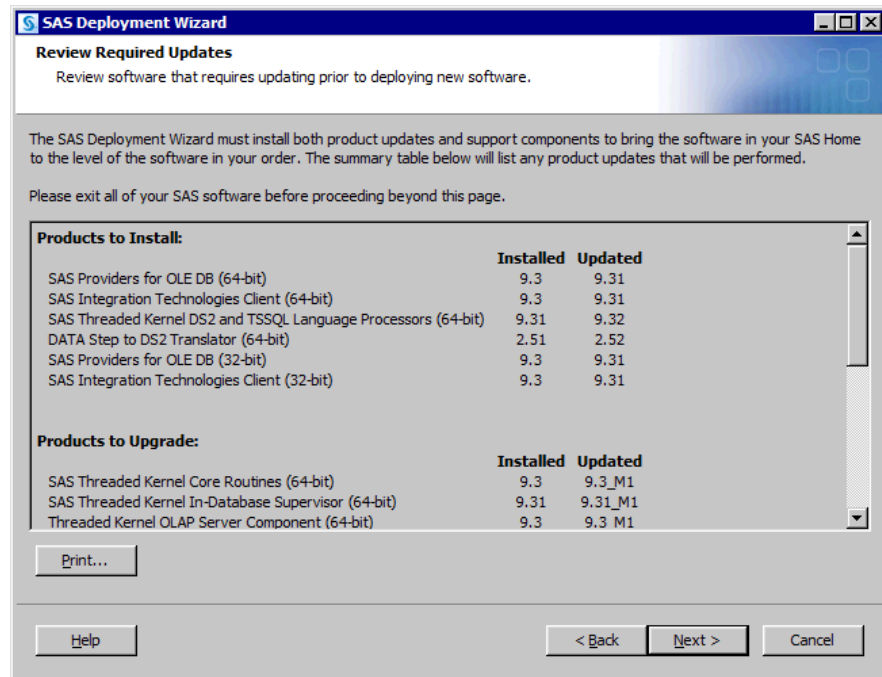 SAS Deployment Wizard
Review Required Updates
Review software that requires updating prior to deploying new software.
The SAS Deployment Wizard must install both product updates and support components to bring the software in your SAS Home
to the level of the software in your order. The summary table below will list any product updates that will be performed.
Please exit all of your SAS software before proceeding beyond this page.
Products to Install:
Installed Updated
SAS Providers for OLE DB (64-bit) 9.3 9.31
SAS Integration Technologies Client (64-bit) 9.3 9.31
SAS Threaded Kernel DS2 and TSSQL Language Processors (64-bit) 9.31 9.32
DATA Step to DS2 Translator (64-bit) 2.51 2.52
SAS Providers for OLE DB (32-bit) 9.3 9.31
SAS Integration Technologies Client (32-bit) 9.3 9.31
Products to Upgrade:
Installed Updated
SAS Threaded Kernel Core Routines (64-bit) 9.3 9.3_M1
SAS Threaded Kernel In-Database Supervisor (64-bit) 9.31 9.31_M1
Threaded Kernel OLAP Server Component (64-bit) 9.3 9.3_M1
Print...
Help < Back Next > Cancel